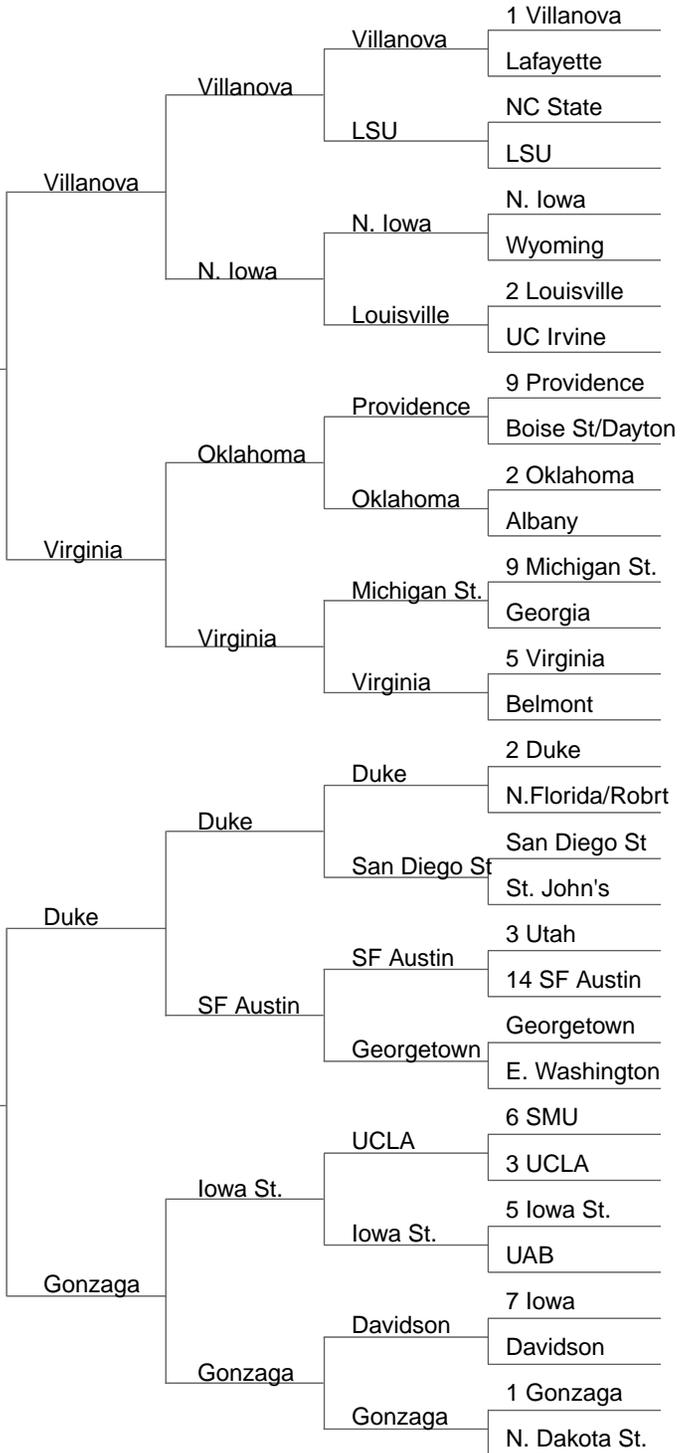 1 Villanova
Villanova
Lafayette
Villanova
NC State
LSU
LSU
Villanova
N. Iowa
N. Iowa
Wyoming
N. Iowa
2 Louisville
Louisville
UC Irvine
9 Providence
Providence
Boise St/Dayton
Oklahoma
2 Oklahoma
Oklahoma
Albany
Virginia
9 Michigan St.
Michigan St.
Georgia
Virginia
5 Virginia
Virginia
Belmont
2 Duke
Duke
N.Florida/Robrt
Duke
San Diego St
San Diego St
St. John's
Duke
3 Utah
SF Austin
14 SF Austin
SF Austin
Georgetown
Georgetown
E. Washington
6 SMU
UCLA
3 UCLA
Iowa St.
5 Iowa St.
Iowa St.
UAB
Gonzaga
7 Iowa
Davidson
Davidson
Gonzaga
1 Gonzaga
Gonzaga
N. Dakota St.